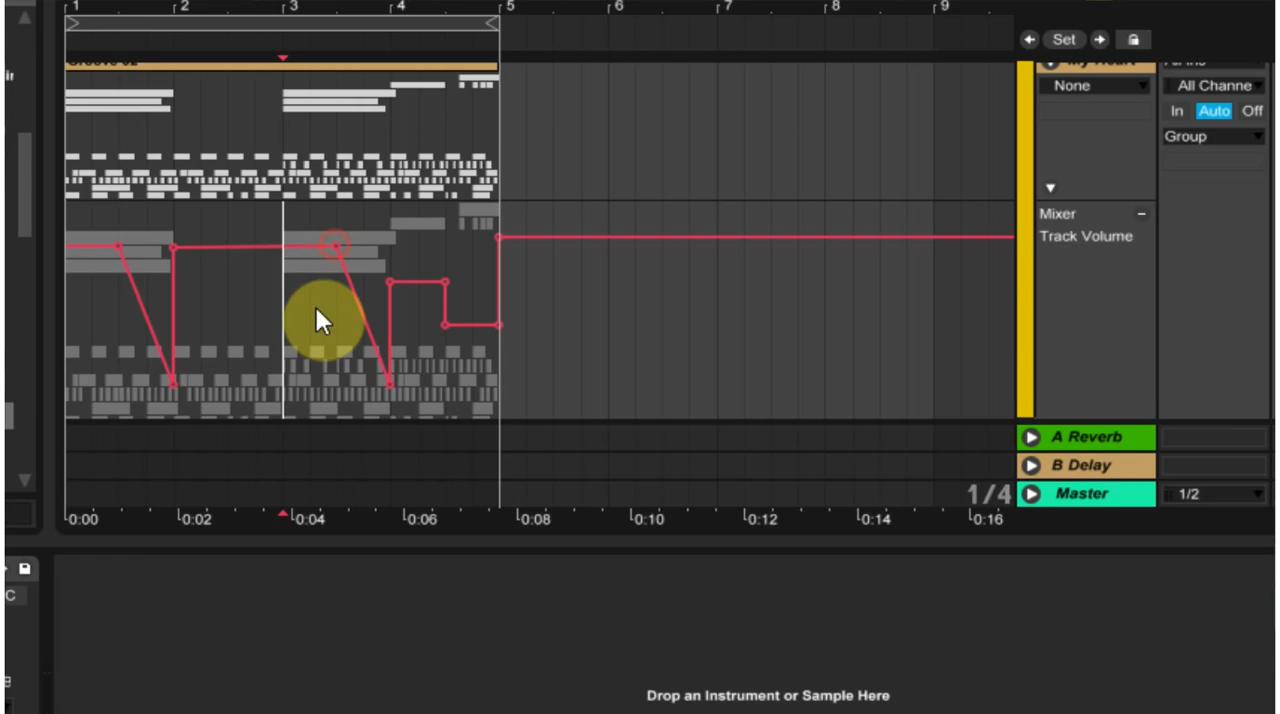 1 2 3 4 5 6 7 8 9
Set
None
All Channe
In Auto Off
Group
Mixer
Track Volume
A Reverb
B Delay
1/4
Master
1/2
0:00 0:02 0:04 0:06 0:08 0:10 0:12 0:14 0:16
C
Drop an Instrument or Sample Here